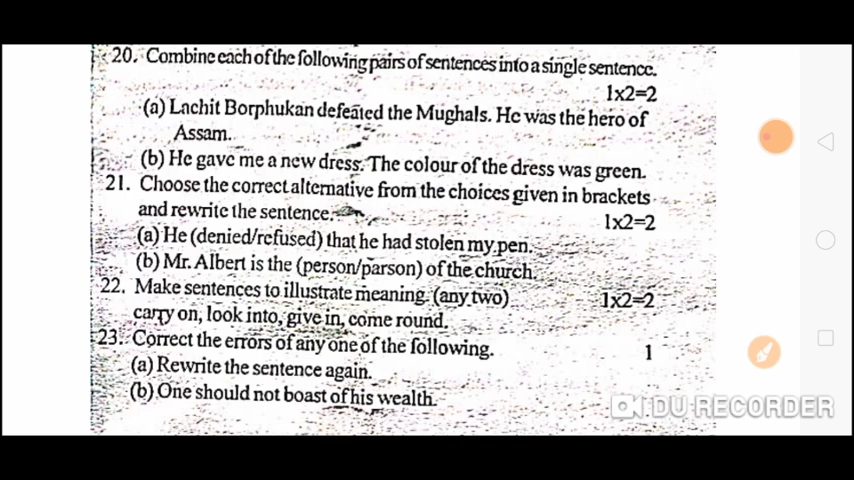 20. Combine each of the following pairs of sentences into a single sentence.
1x2=2
(a) Lachit Borphukan defeated the Mughals. He was the hero of
Assam.
(b) He gave me a new dress. The colour of the dress was green.
21. Choose the correct alternative from the choices given in brackets
and rewrite the sentence. 1x2=2
(a) He (denied/refused) that he had stolen my pen.
(b) Mr. Albert is the (person/parson) of the church.
22. Make sentences to illustrate meaning. (any two) 1x2=2
carry on, look into, give in, come round.
23. Correct the errors of any one of the following. 1
(a) Rewrite the sentence again.
(b) One should not boast of his wealth.
DU RECORDER